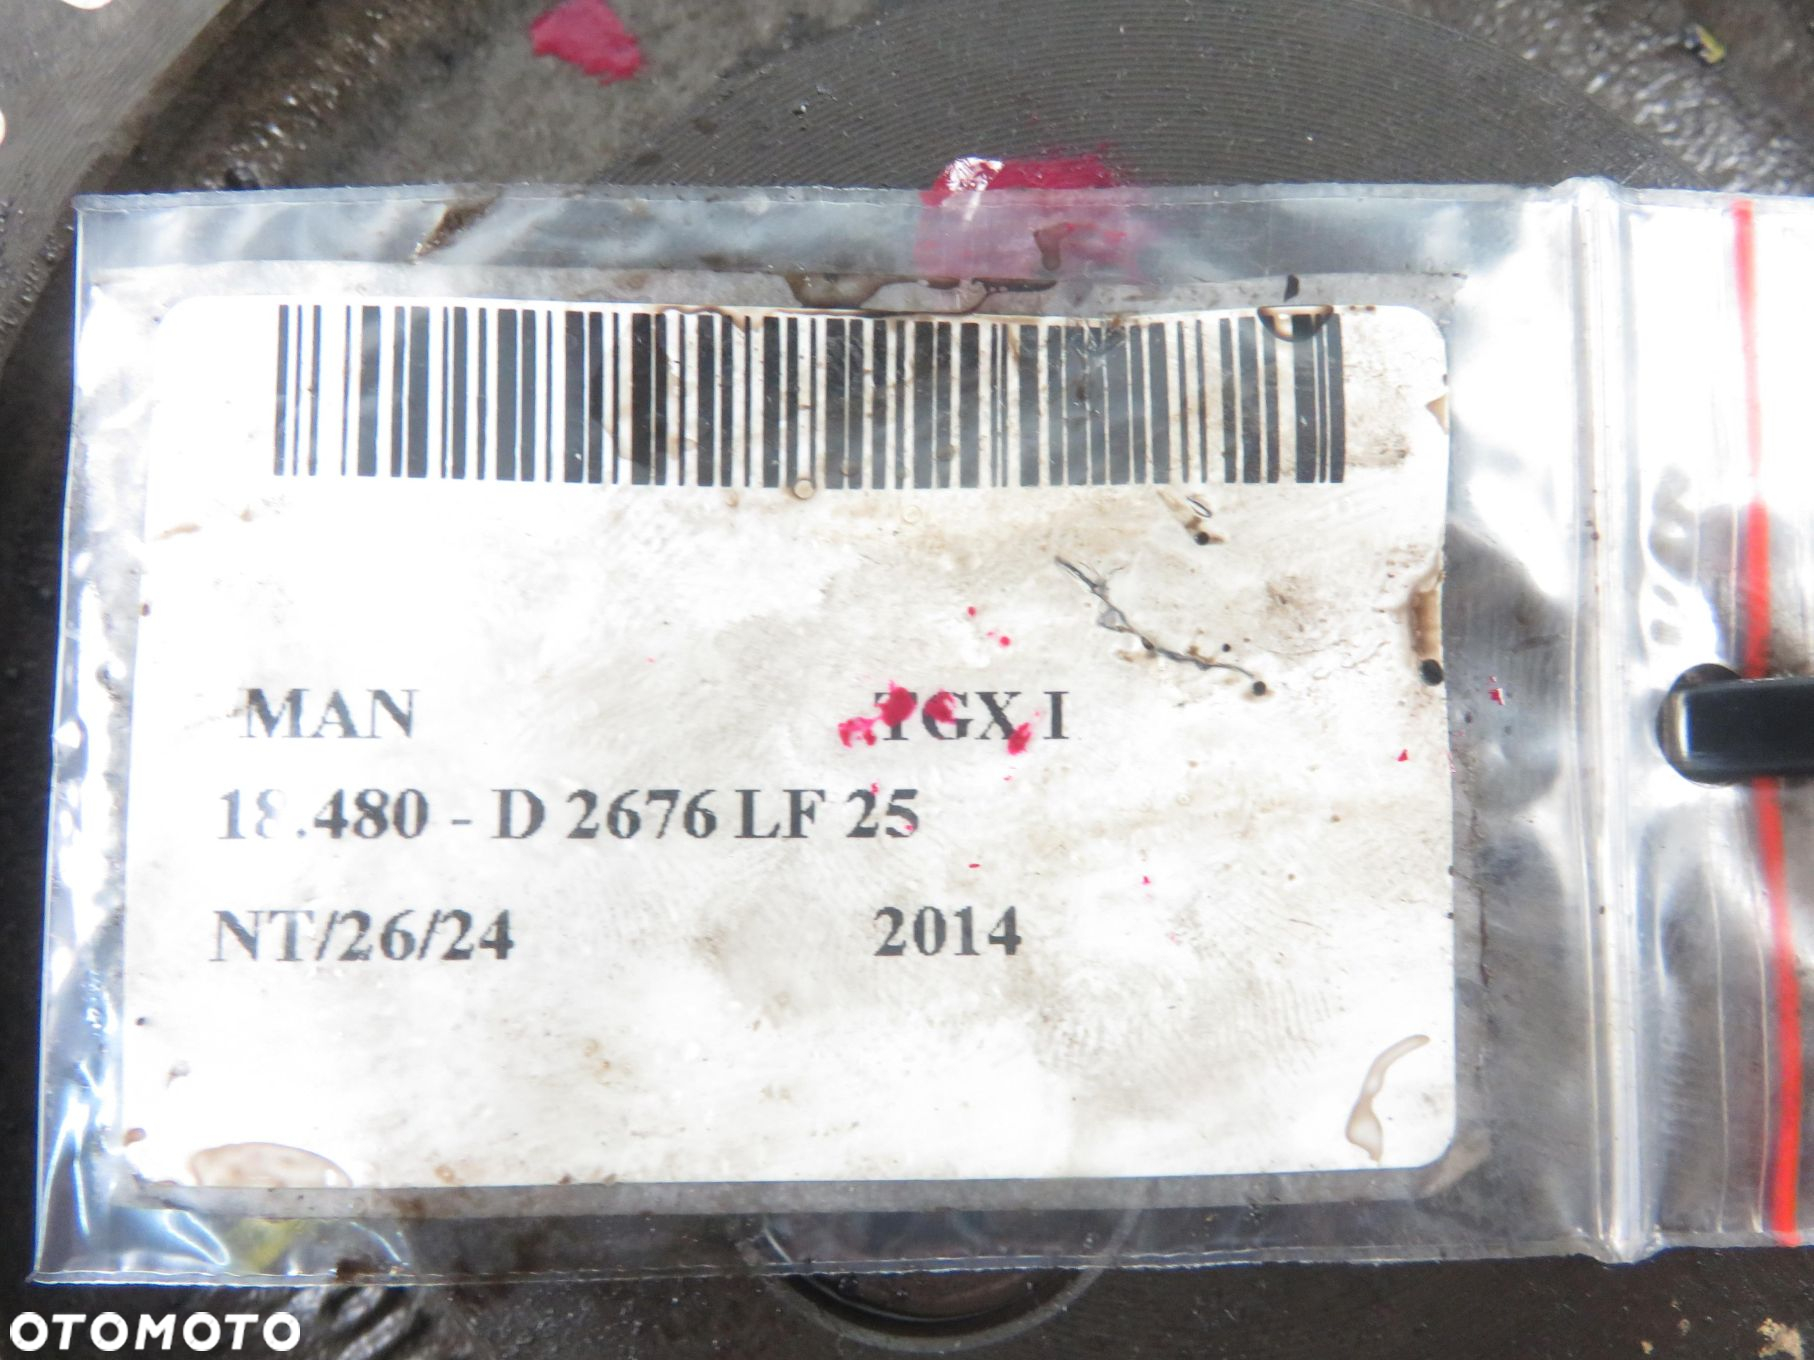 MAN TGX I
18.480 - D 2676 LF 25
NT/26/24 2014
OTOMOTO